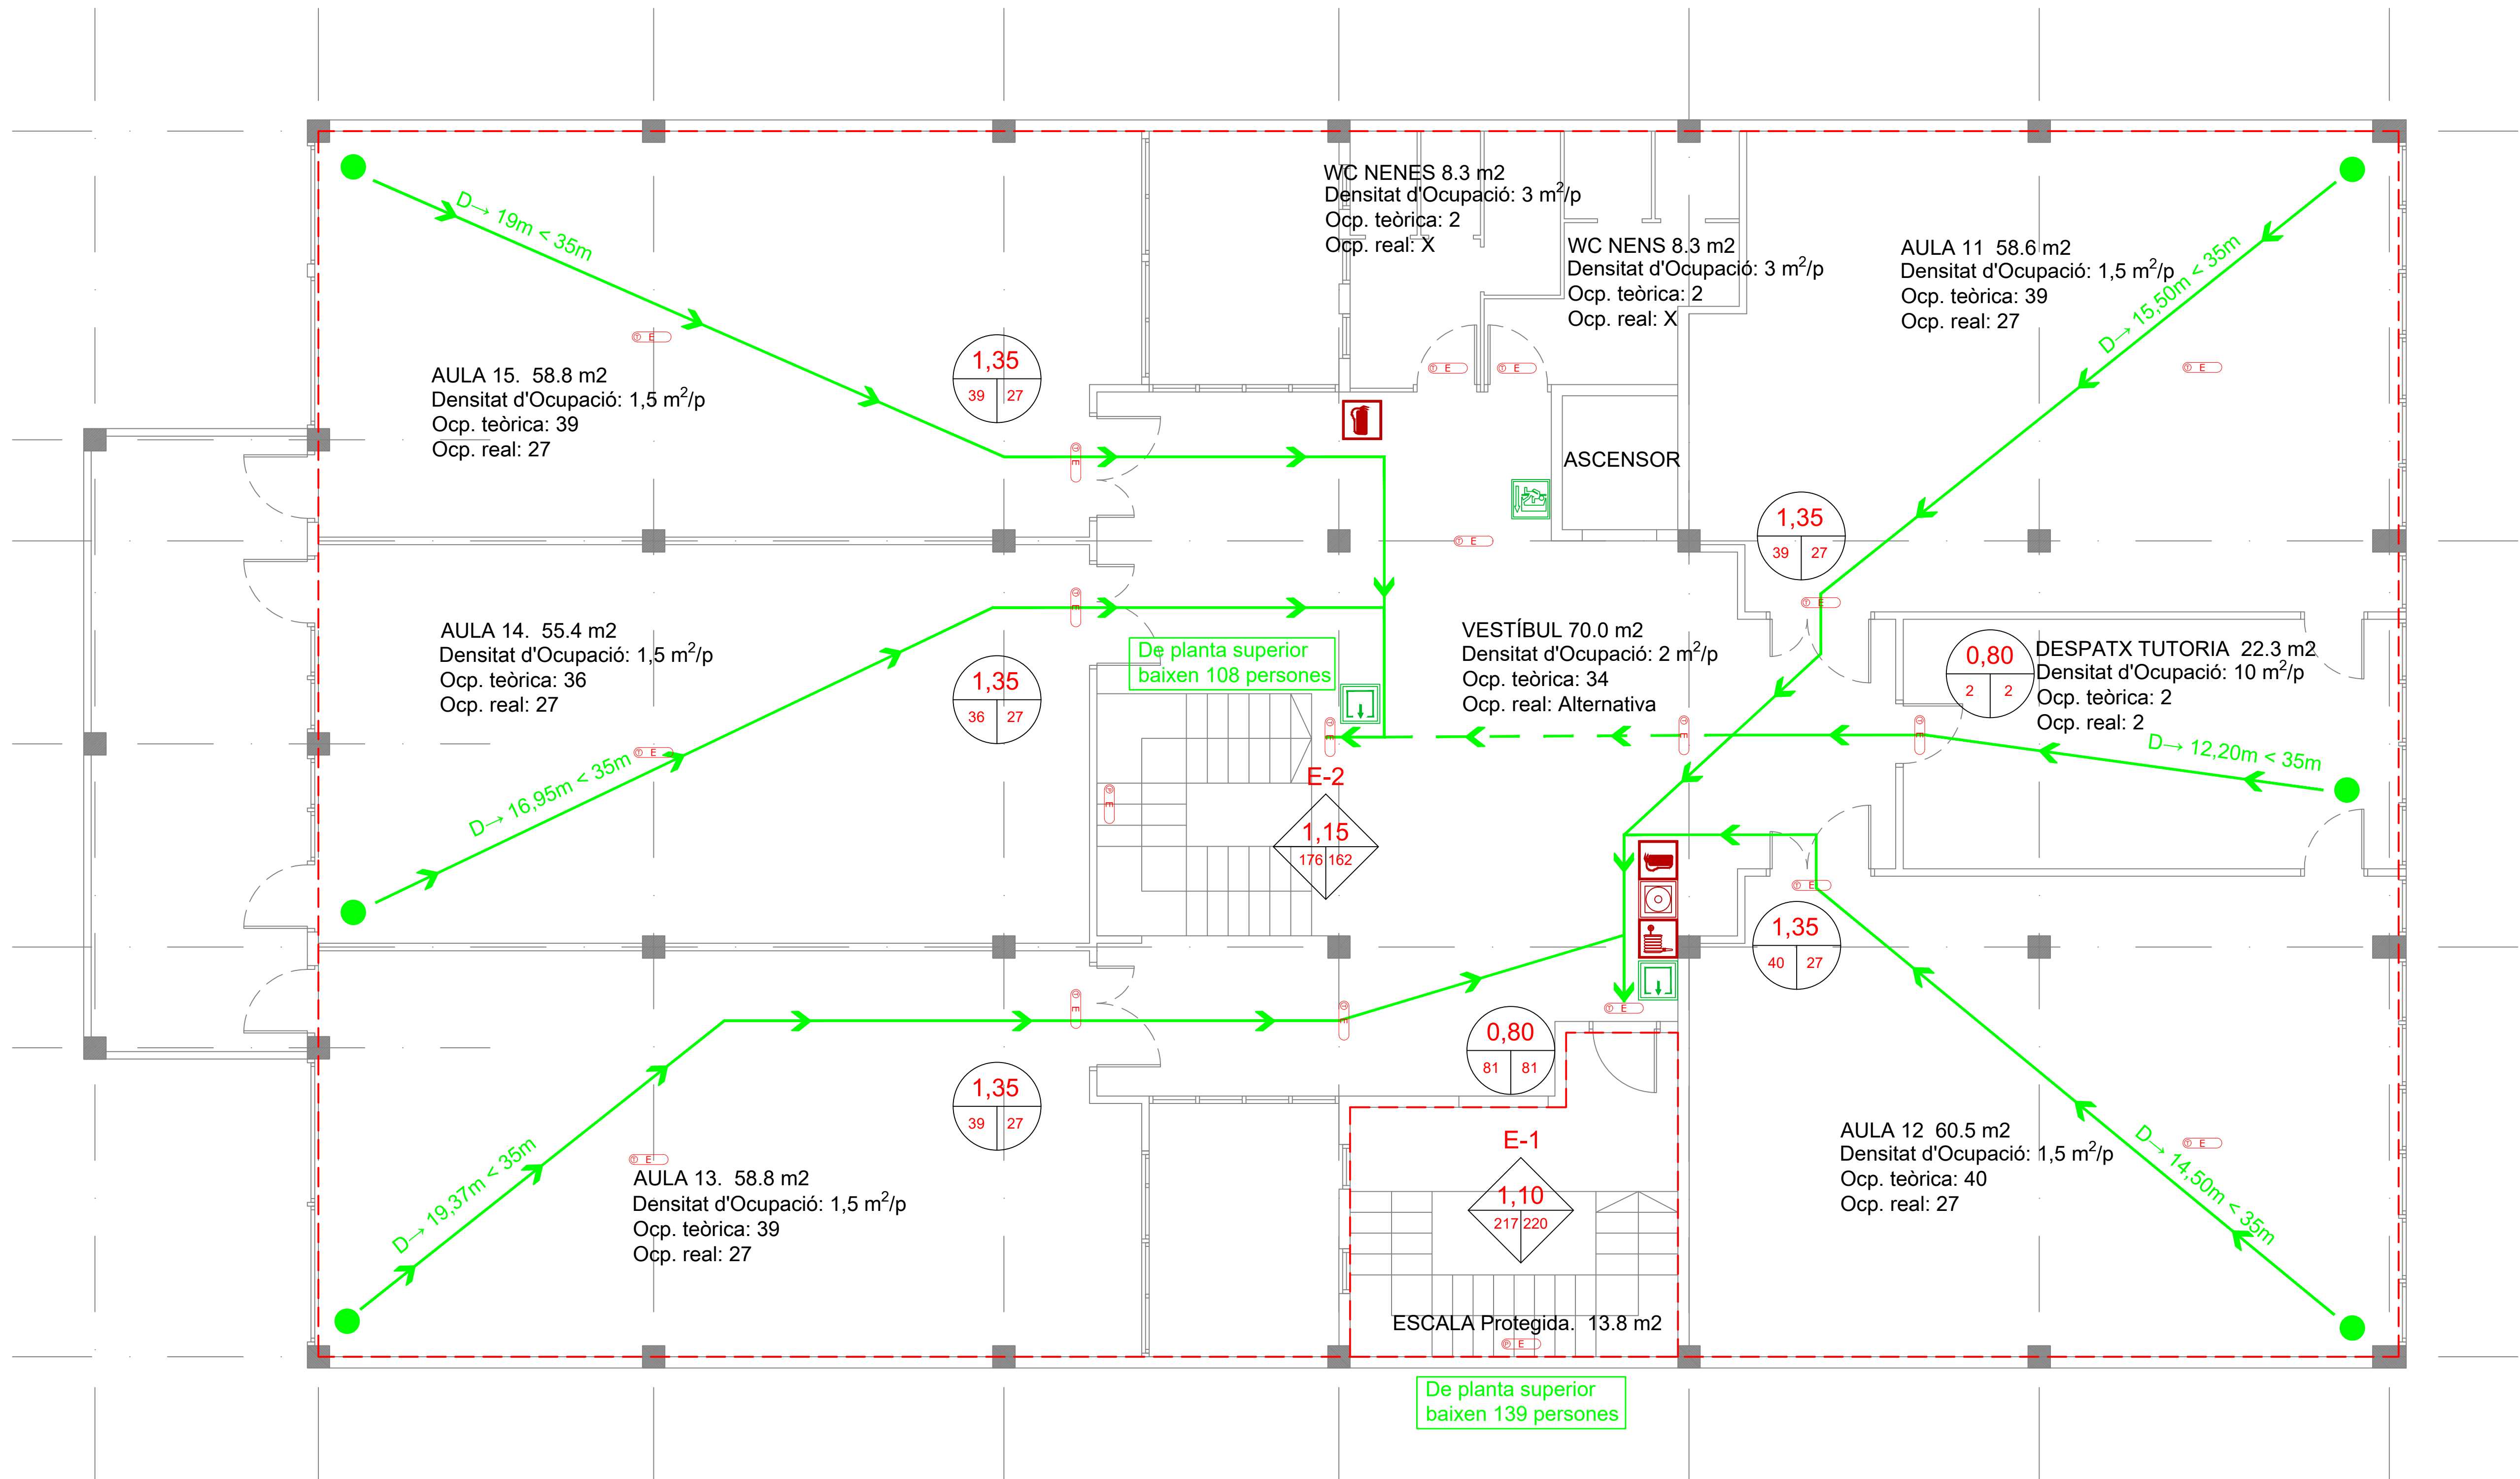 WC NENES 8.3 m2
Densitat d'Ocupació: 3 m²/p
Ocp. teòrica: 2
Ocp. real: X
WC NENS 8.3 m2
Densitat d'Ocupació: 3 m²/p
Ocp. teòrica: 2
Ocp. real: X
AULA 11 58.6 m2
Densitat d'Ocupació: 1,5 m²/p
Ocp. teòrica: 39
Ocp. real: 27
D→ 19m < 35m
D→ 15,50m < 35m
AULA 15. 58.8 m2
Densitat d'Ocupació: 1,5 m²/p
Ocp. teòrica: 39
Ocp. real: 27
1,35
39 27
ASCENSOR
1,35
39 27
AULA 14. 55.4 m2
Densitat d'Ocupació: 1,5 m²/p
Ocp. teòrica: 36
Ocp. real: 27
1,35
36 27
De planta superior
baixen 108 persones
VESTÍBUL 70.0 m2
Densitat d'Ocupació: 2 m²/p
Ocp. teòrica: 34
Ocp. real: Alternativa
0,80
2 2
DESPATX TUTORIA 22.3 m2
Densitat d'Ocupació: 10 m²/p
Ocp. teòrica: 2
Ocp. real: 2
D→ 12,20m < 35m
D→ 16,95m < 35m
E-2
1,15
176 162
1,35
40 27
0,80
81 81
1,35
39 27
D→ 19,37m < 35m
AULA 13. 58.8 m2
Densitat d'Ocupació: 1,5 m²/p
Ocp. teòrica: 39
Ocp. real: 27
E-1
1,10
217 220
ESCALA Protegida. 13.8 m2
AULA 12 60.5 m2
Densitat d'Ocupació: 1,5 m²/p
Ocp. teòrica: 40
Ocp. real: 27
D→ 14,50m < 35m
De planta superior
baixen 139 persones